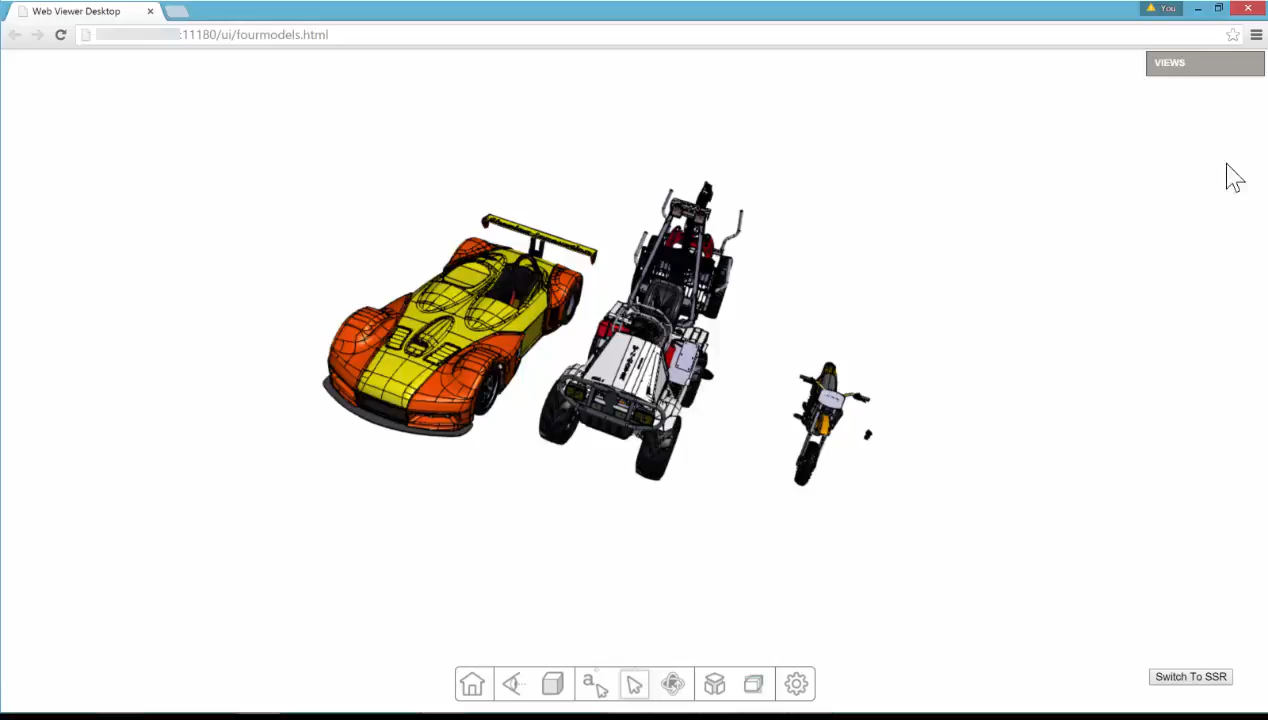 Web Viewer Desktop
You
:11180/ui/fourmodels.html
VIEWS
a
Switch To SSR